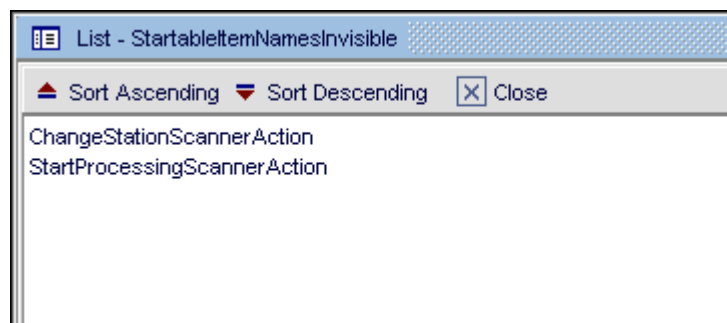 List - StartableItemNamesInvisible
Sort Ascending Sort Descending Close
ChangeStationScannerAction
StartProcessingScannerAction